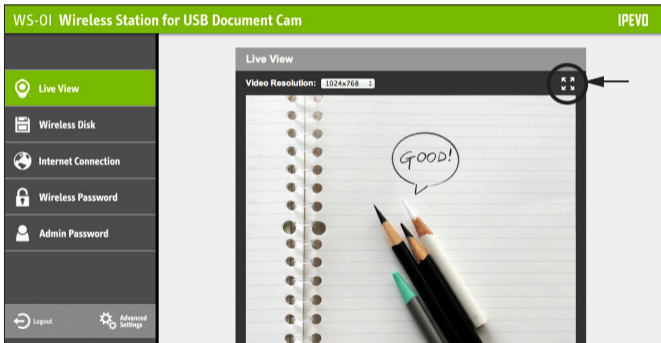 WS-01 Wireless Station for USB Document Cam
IPEVO
Live View
Wireless Disk
Internet Connection
Wireless Password
Admin Password
Logout
Advanced
Settings
Live View
Video Resolution: 1024x768
GOOD!